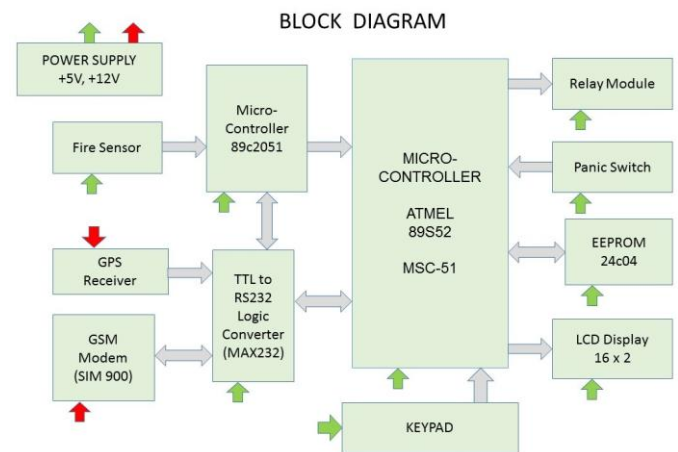 BLOCK DIAGRAM
POWER SUPPLY
+5V, +12V
Micro-
Controller
89c2051
Fire Sensor
GPS
Receiver
GSM
Modem
(SIM 900)
TTL to
RS232
Logic
Converter
(MAX232)
MICRO-
CONTROLLER
ATMEL
89S52
MSC-51
Relay Module
Panic Switch
EEPROM
24c04
LCD Display
16 x 2
KEYPAD